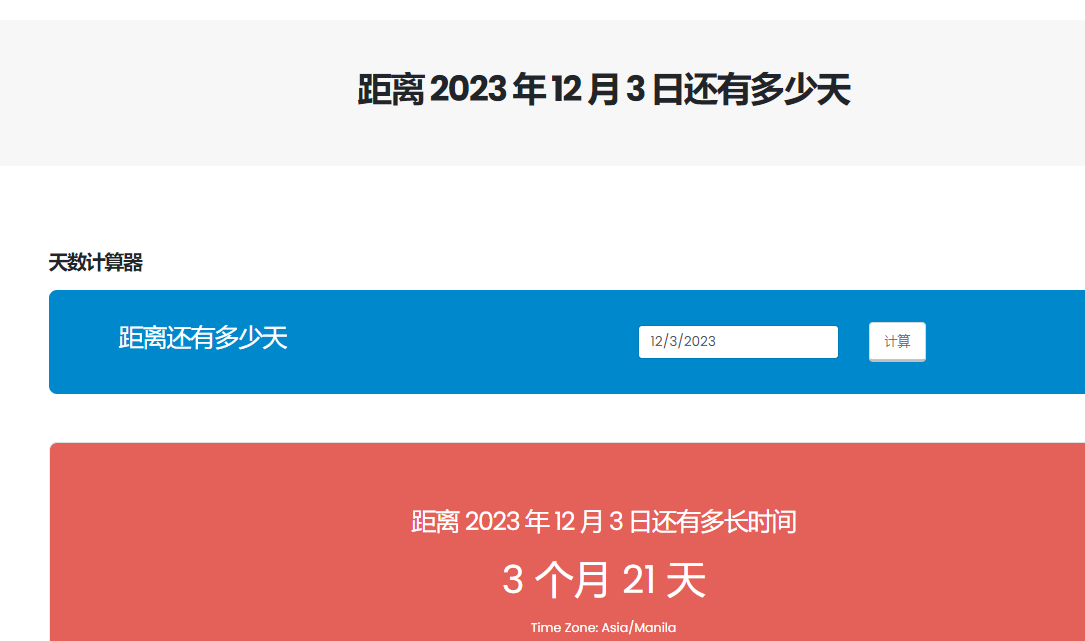 距离 2023 年 12 月 3 日还有多少天
天数计算器
距离还有多少天
12/3/2023
计算
距离 2023 年 12 月 3 日还有多长时间
3 个月 21 天
Time Zone: Asia/Manila